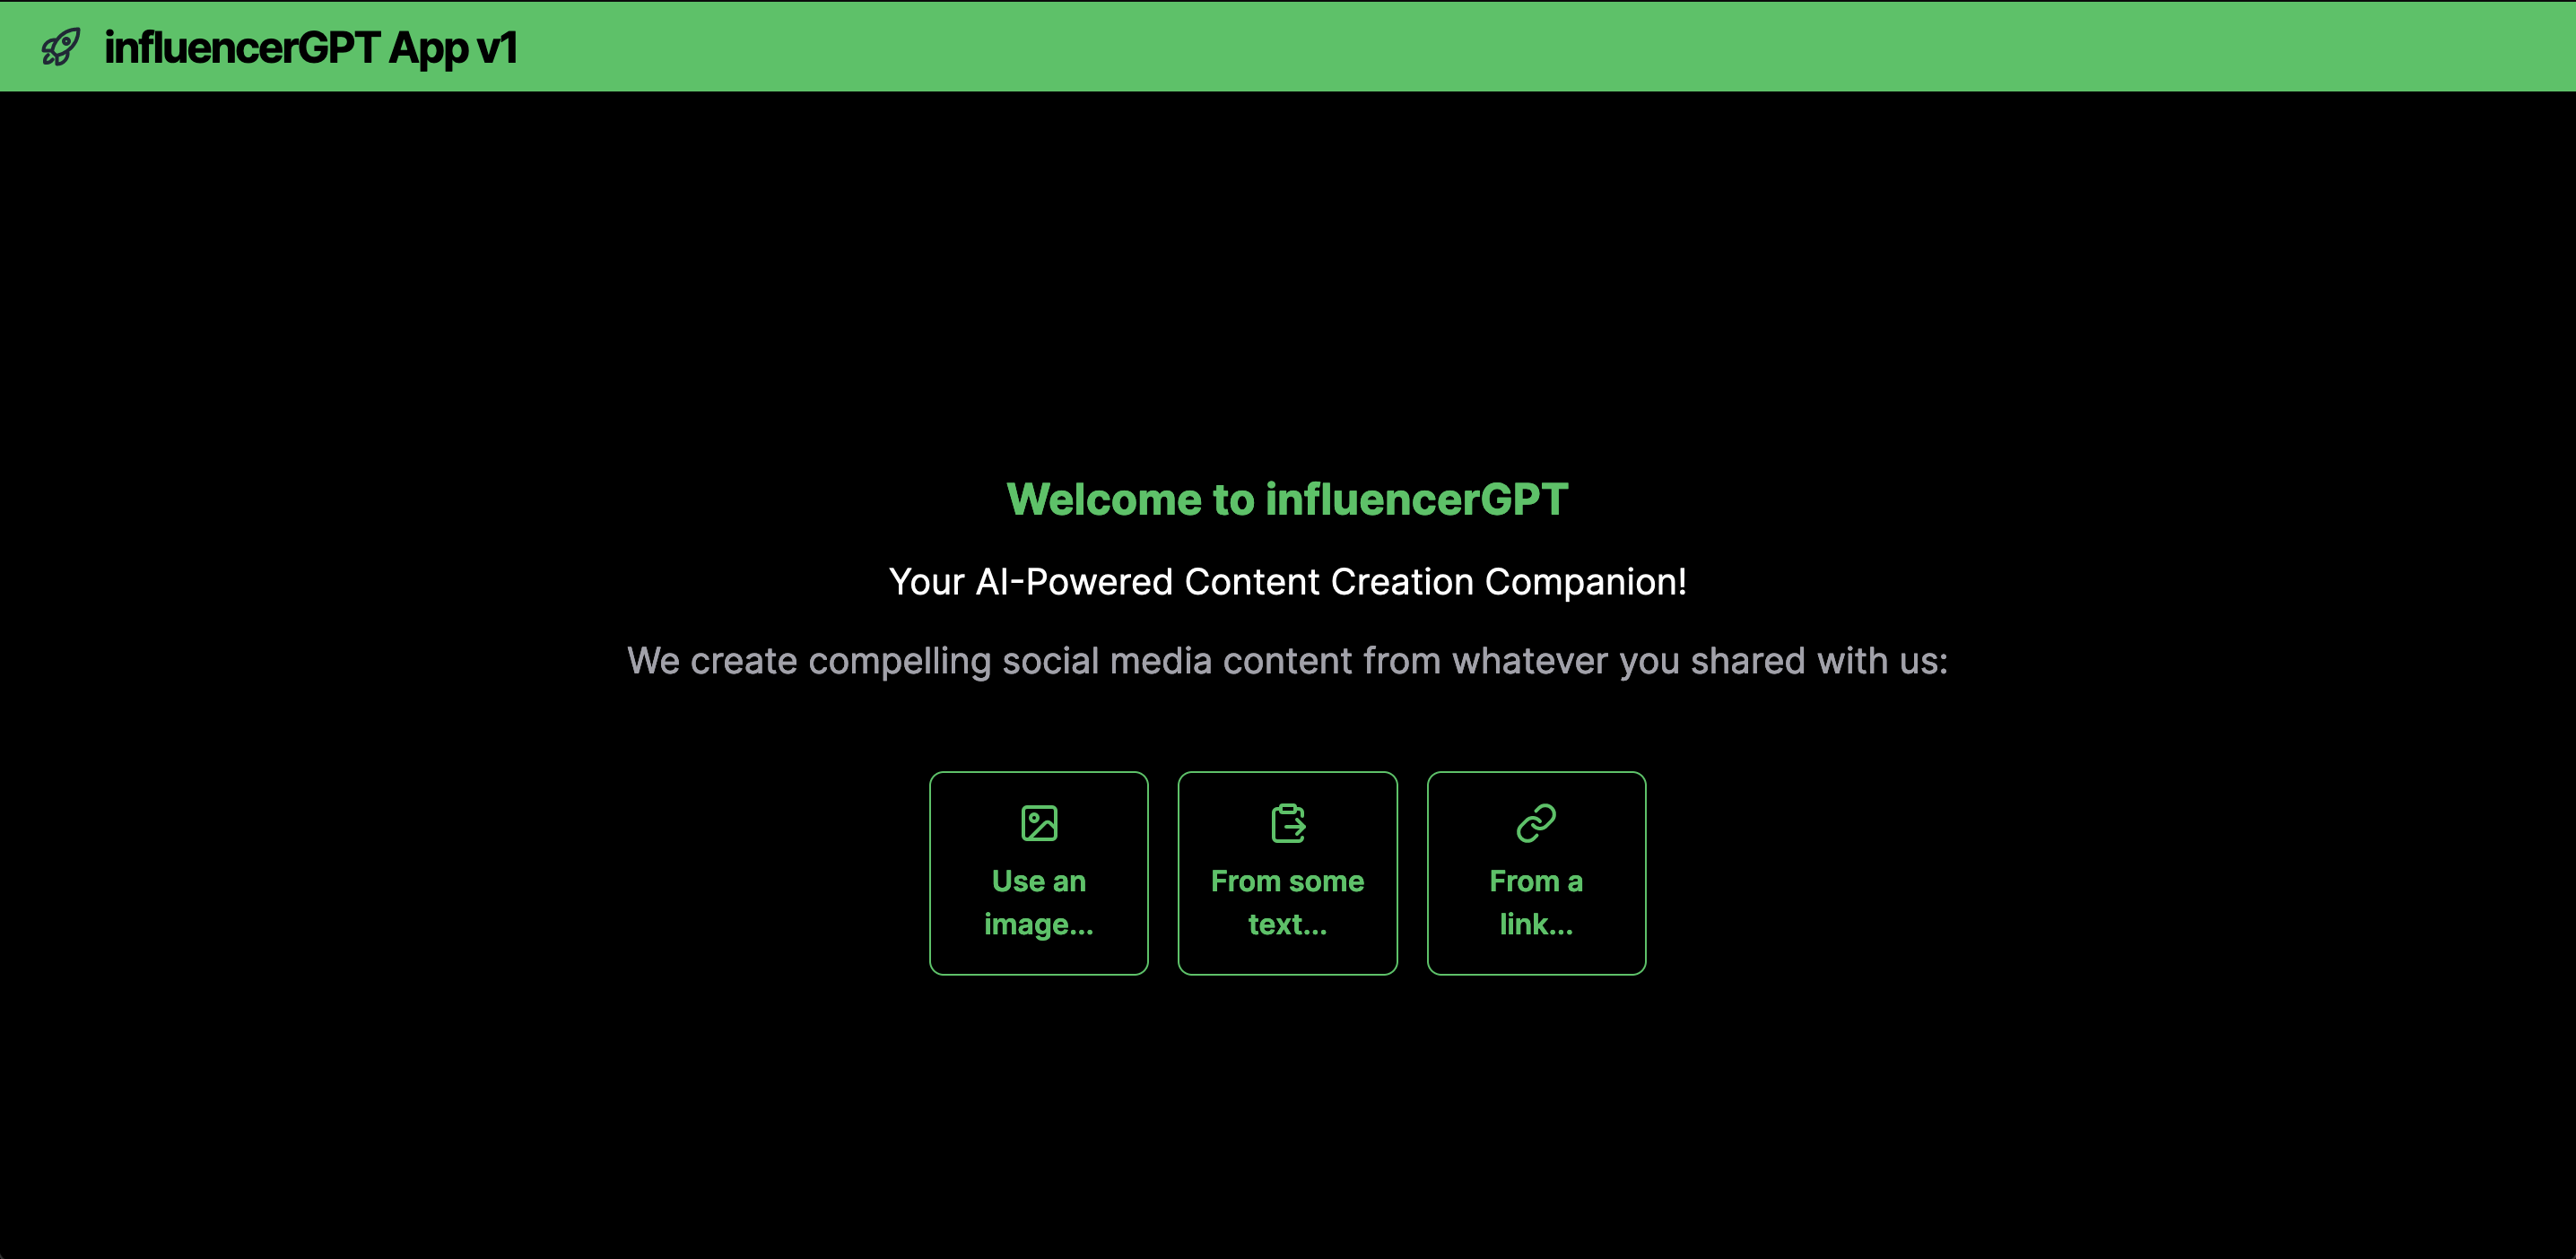 influencerGPT App v1
Welcome to influencerGPT
Your AI-Powered Content Creation Companion!
We create compelling social media content from whatever you shared with us:
Use an
image...
From some
text...
From a
link...